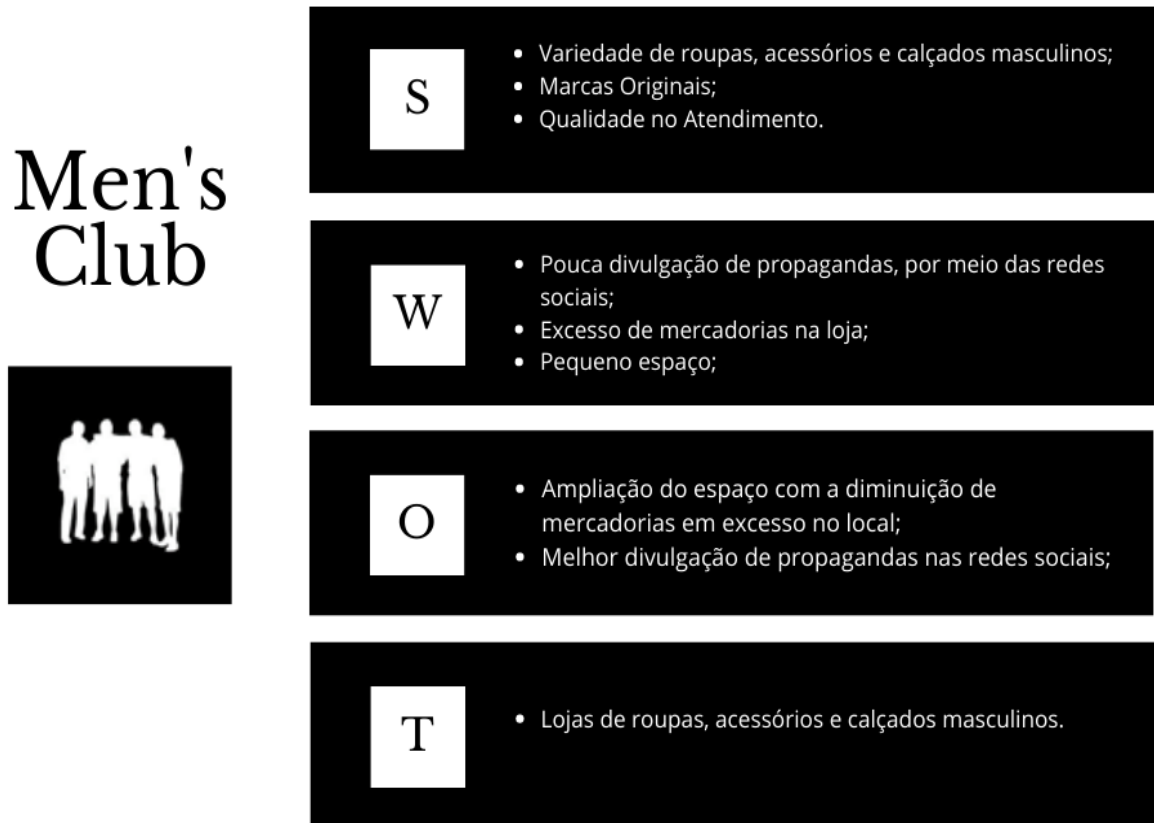 Men's
Club
S
• Variedade de roupas, acessórios e calçados masculinos;
• Marcas Originais;
• Qualidade no Atendimento.
W
• Pouca divulgação de propagandas, por meio das redes
sociais;
• Excesso de mercadorias na loja;
• Pequeno espaço;
O
• Ampliação do espaço com a diminuição de
mercadorias em excesso no local;
• Melhor divulgação de propagandas nas redes sociais;
T
• Lojas de roupas, acessórios e calçados masculinos.